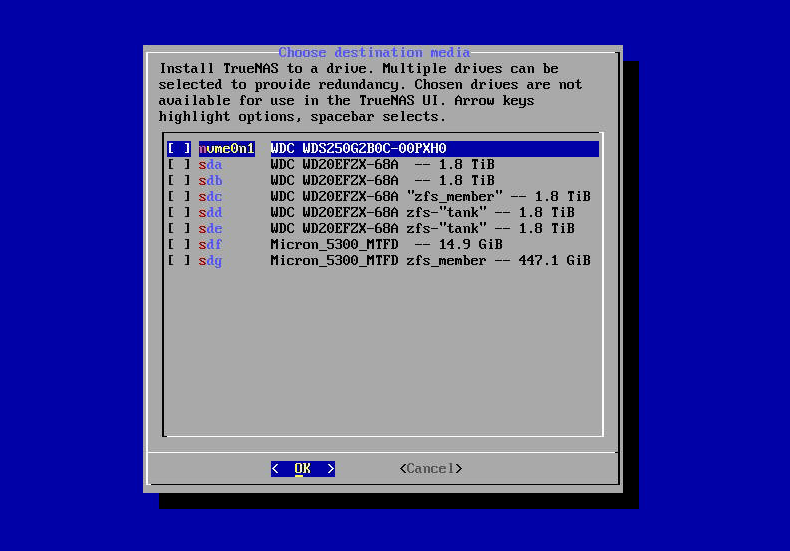 Choose destination media
Install TrueNAS to a drive. Multiple drives can be
selected to provide redundancy. Chosen drives are not
available for use in the TrueNAS UI. Arrow keys
highlight options, spacebar selects.
[ ] nvme0n1 WDC WDS250G2B0C-00PXH0
[ ] sda WDC WD20EFZX-68A -- 1.8 TiB
[ ] sdb WDC WD20EFZX-68A -- 1.8 TiB
[ ] sdc WDC WD20EFZX-68A "zfs_member" -- 1.8 TiB
[ ] sdd WDC WD20EFZX-68A zfs-"tank" -- 1.8 TiB
[ ] sde WDC WD20EFZX-68A zfs-"tank" -- 1.8 TiB
[ ] sdf Micron_5300_MTFD -- 14.9 GiB
[ ] sdg Micron_5300_MTFD zfs_member -- 447.1 GiB
< OK > <Cancel>